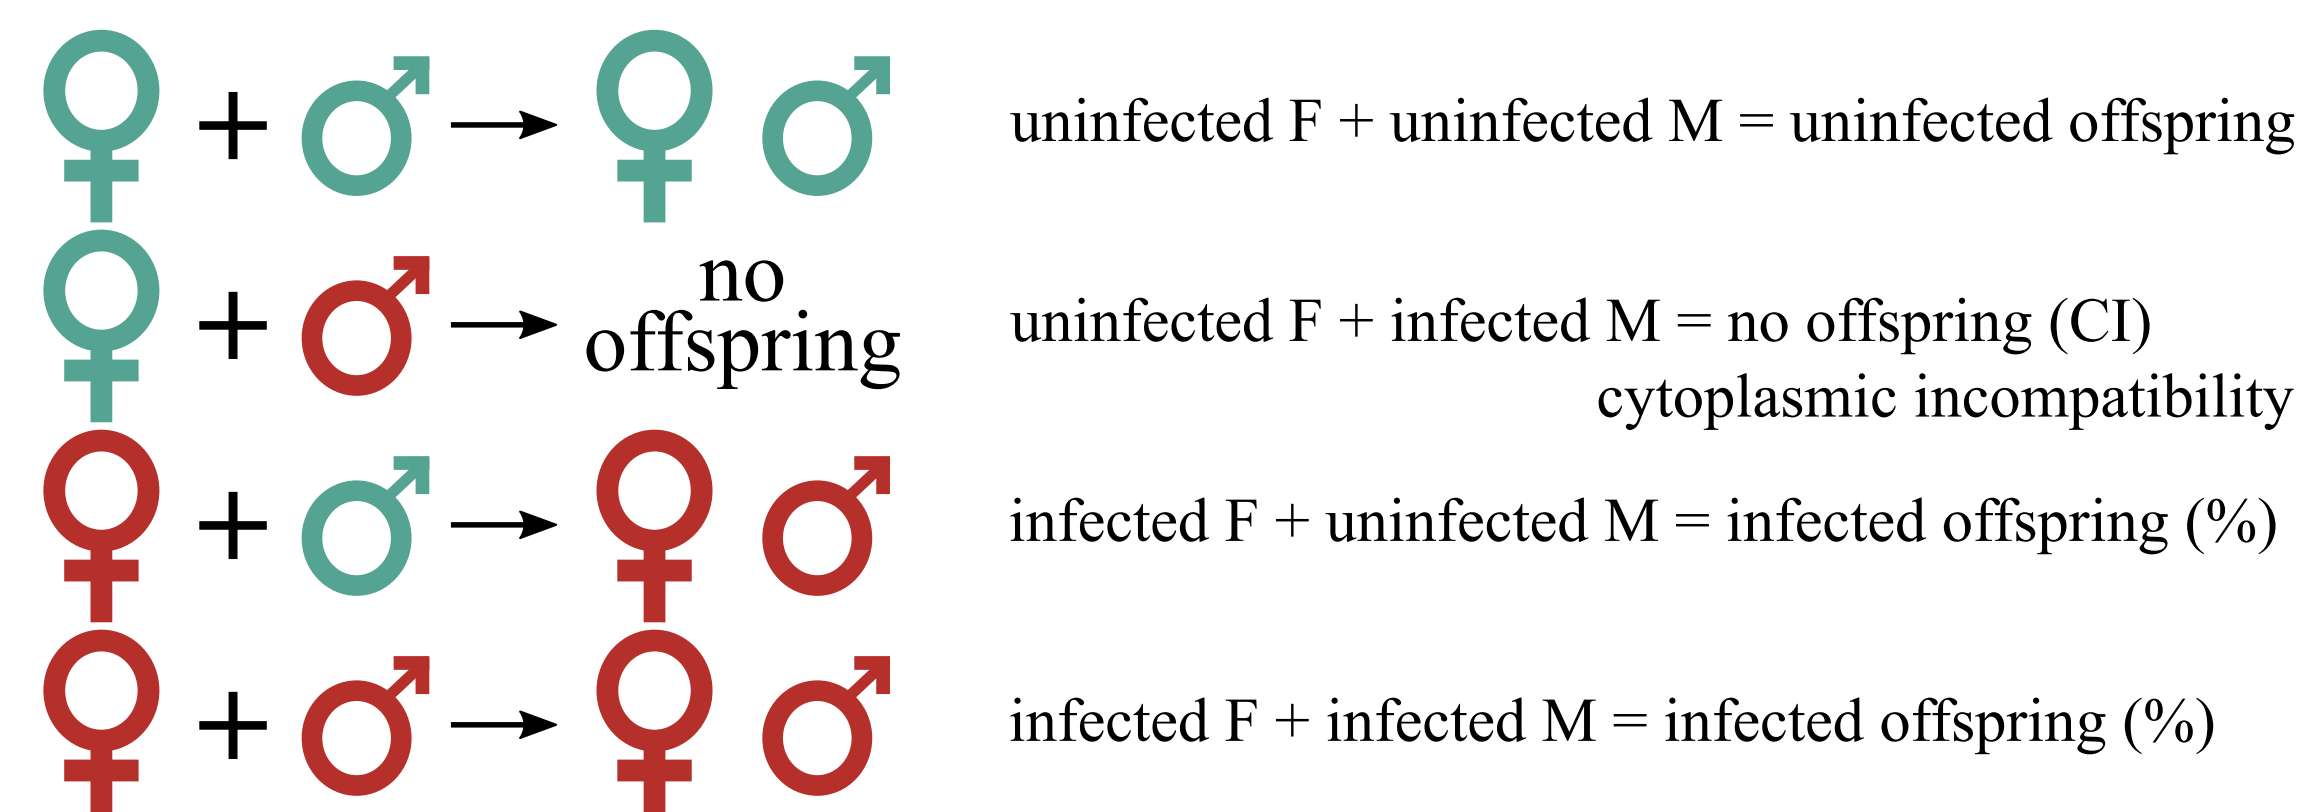 uninfected F + uninfected M = uninfected offspring
no
offspring
uninfected F + infected M = no offspring (CI)
cytoplasmic incompatibility
infected F + uninfected M = infected offspring (%)
infected F + infected M = infected offspring (%)